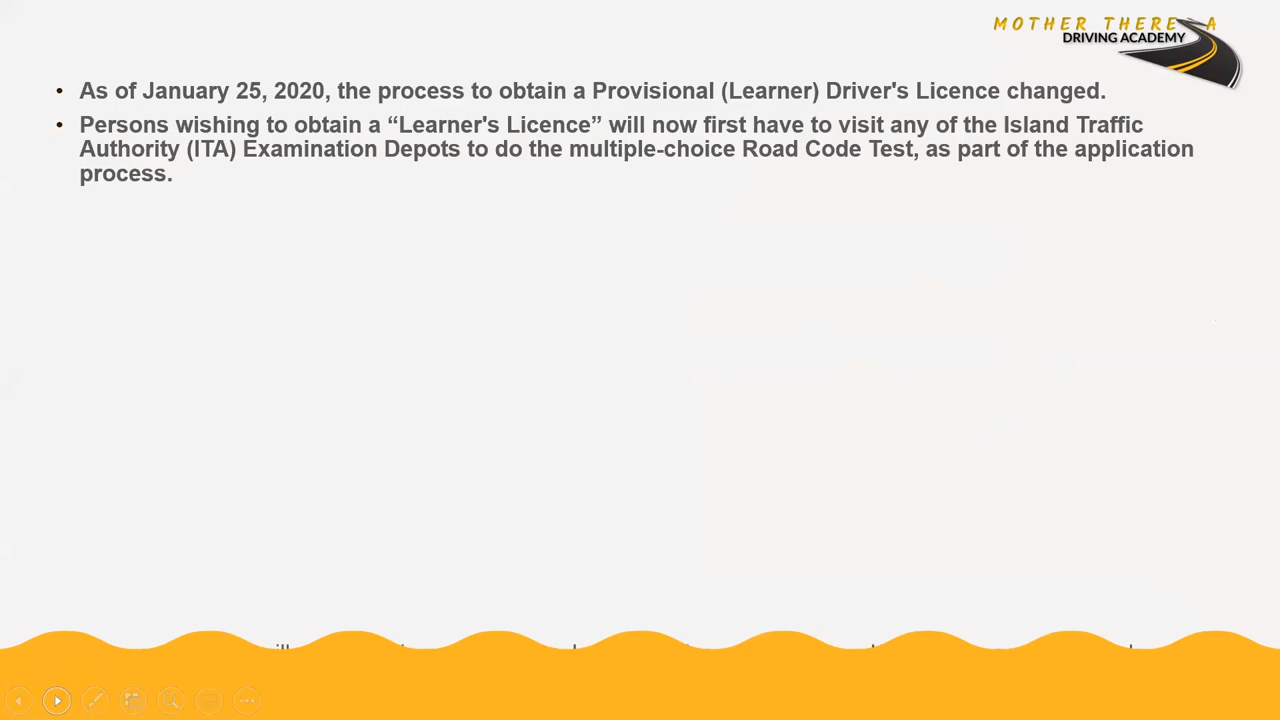 MOTHER THERE A
DRIVING ACADEMY
• As of January 25, 2020, the process to obtain a Provisional (Learner) Driver's Licence changed.
• Persons wishing to obtain a “Learner's Licence” will now first have to visit any of the Island Traffic
Authority (ITA) Examination Depots to do the multiple-choice Road Code Test, as part of the application
process.